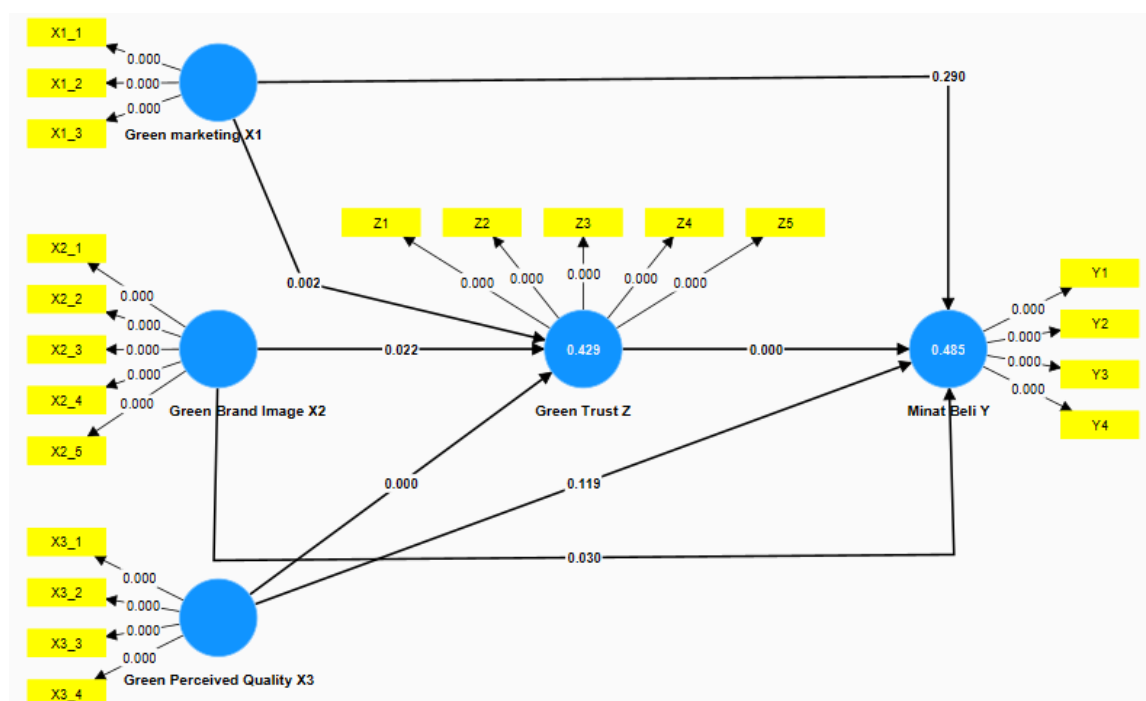 X1_1
0.000
X1_2
0.000
0.000
X1_3
Green marketing X1
0.290
0.002
X2_1
0.000
X2_2
0.000
X2_3
0.000
X2_4
0.000
0.000
X2_5
Green Brand Image X2
0.022
Z1
Z2
Z3
Z4
Z5
0.000
0.000
0.000
0.000
0.000
0.429
Green Trust Z
0.000
0.485
Minat Beli Y
Y1
0.000
Y2
0.000
0.000
Y3
0.000
Y4
0.000
0.119
0.030
X3_1
0.000
X3_2
0.000
X3_3
0.000
0.000
X3_4
Green Perceived Quality X3